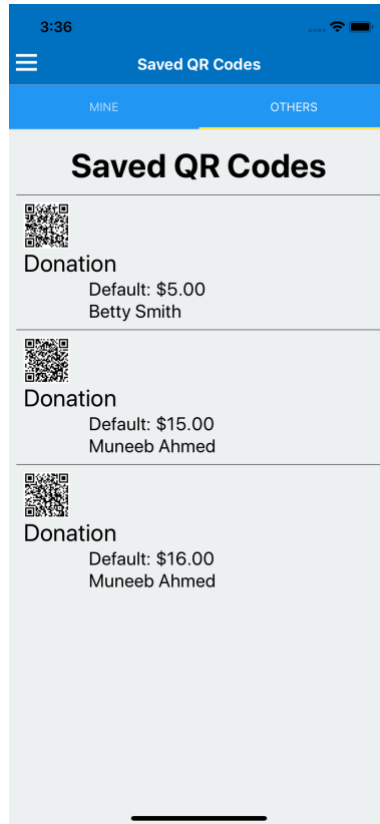 3:36
Saved QR Codes
MINE
OTHERS
Saved QR Codes
Donation
Default: $5.00
Betty Smith
Donation
Default: $15.00
Muneeb Ahmed
Donation
Default: $16.00
Muneeb Ahmed